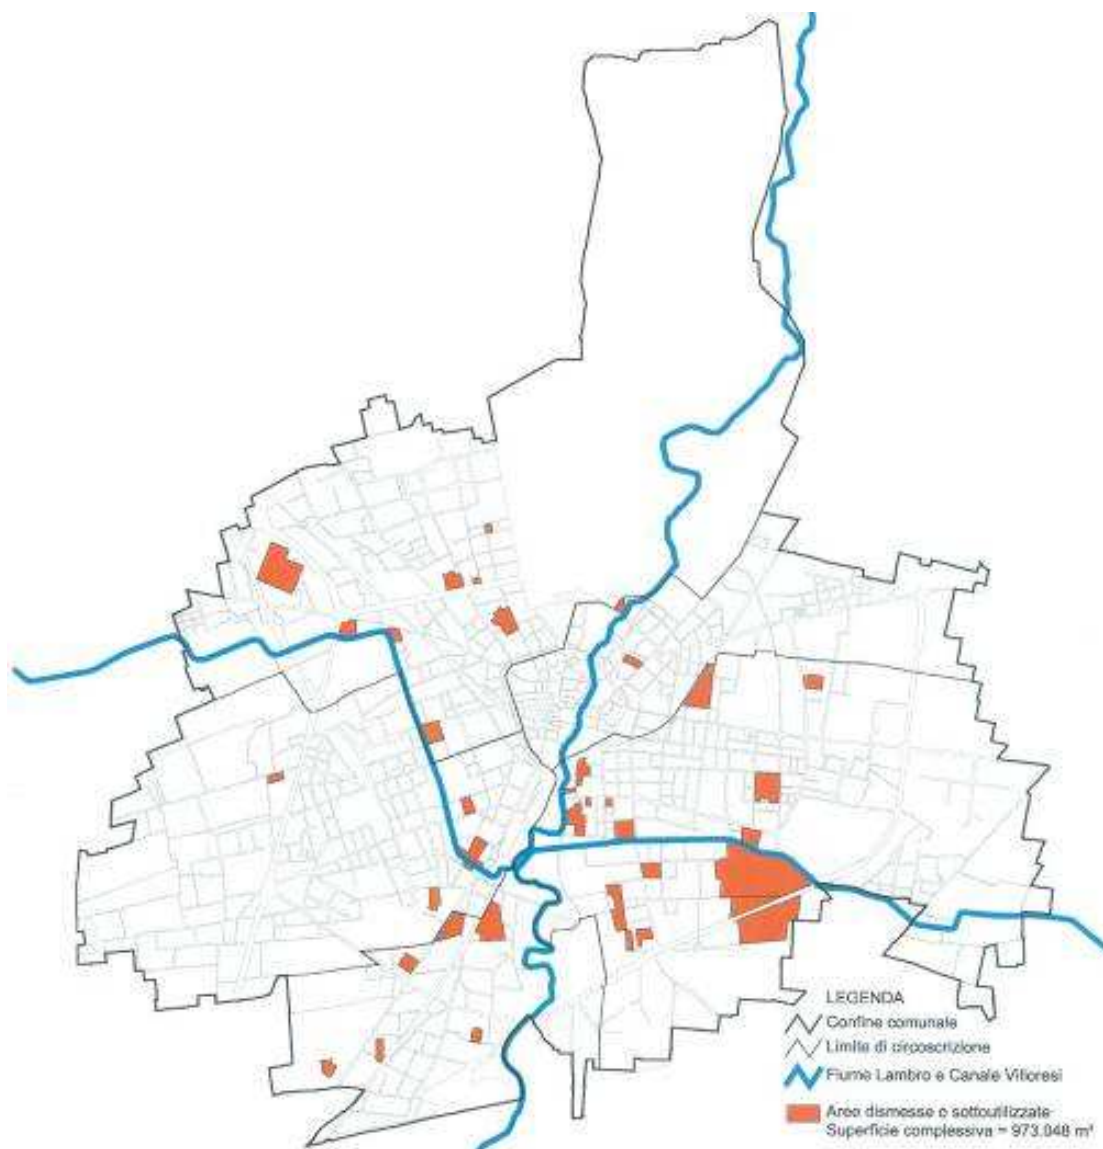 LEGENDA
Confine comunale
Limite di circoscrizione
Fiume Lambro e Canale Villoresi
Aree dismesse e sottoutilizzate
Superficie complessiva = 973.048 m²